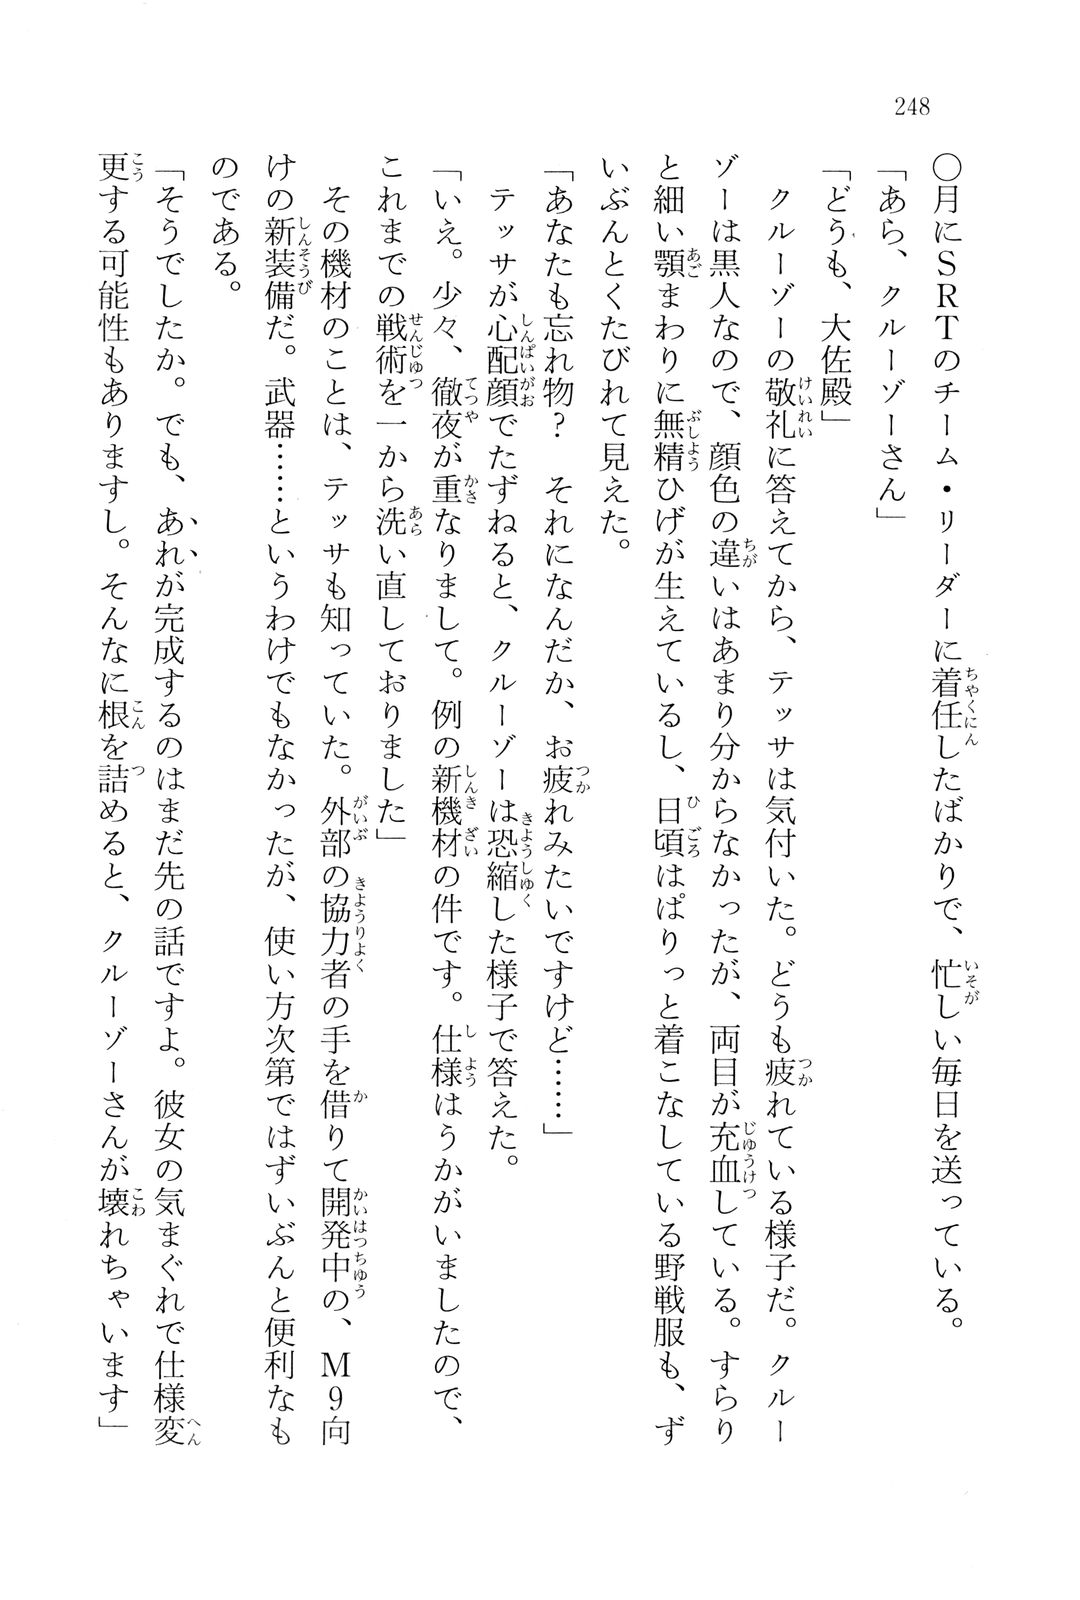 248
〇月にＳＲＴのチーム・リーダーに着任したばかりで、忙しい毎日を送っている。
「あら、クルーゾーさん」
「どうも、大佐殿」
　クルーゾーの敬礼に答えてから、テッサは気付いた。どうも疲れている様子だ。クルー
ゾーは黒人なので、顔色の違いはあまり分からなかったが、両目が充血している。すらり
と細い顎まわりに無精ひげが生えているし、日頃はぱりっと着こなしている野戦服も、ず
いぶんとくたびれて見えた。
「あなたも忘れ物？　それになんだか、お疲れみたいですけど……」
　テッサが心配顔でたずねると、クルーゾーは恐縮した様子で答えた。
「いえ。少々、徹夜が重なりまして。例の新機材の件です。仕様はうかがいましたので、
これまでの戦術を一から洗い直しておりました」
　その機材のことは、テッサも知っていた。外部の協力者の手を借りて開発中の、Ｍ９向
けの新装備だ。武器……というわけでもなかったが、使い方次第ではずいぶんと便利なも
のである。
「そうでしたか。でも、あれが完成するのはまだ先の話ですよ。彼女の気まぐれで仕様変
更する可能性もありますし。そんなに根を詰めると、クルーゾーさんが壊れちゃいます」